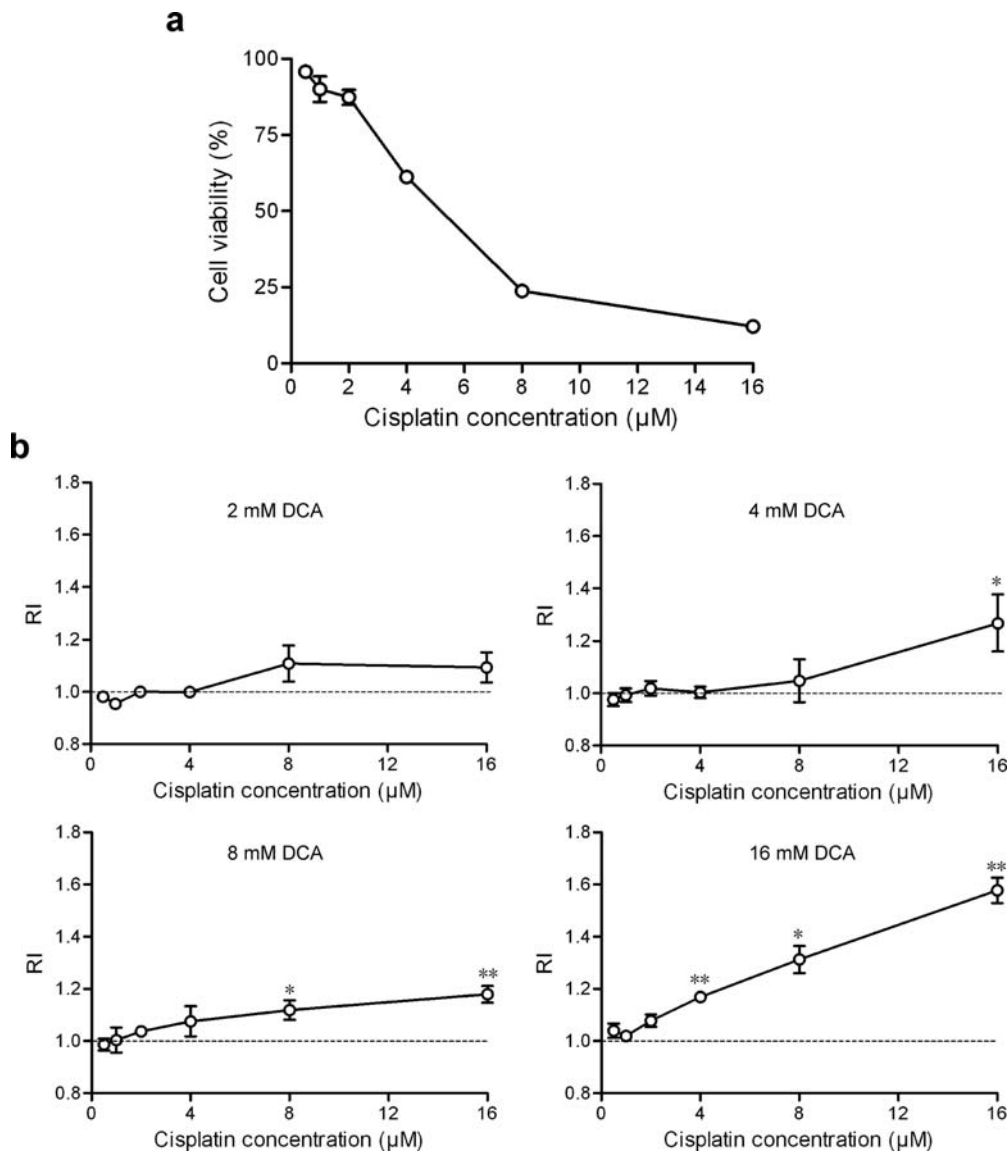 a
Cell viability (%)
100
75
50
25
0
0 2 4 6 8 10 12 14 16
Cisplatin concentration (µM)
b
2 mM DCA
RI
1.8
1.6
1.4
1.2
1.0
0.8
0 4 8 12 16
Cisplatin concentration (µM)
4 mM DCA
RI
1.8
1.6
1.4
1.2
1.0
0.8
*
0 4 8 12 16
Cisplatin concentration (µM)
8 mM DCA
RI
1.8
1.6
1.4
1.2
1.0
0.8
* **
0 4 8 12 16
Cisplatin concentration (µM)
16 mM DCA
RI
1.8
1.6
1.4
1.2
1.0
0.8
** * **
0 4 8 12 16
Cisplatin concentration (µM)